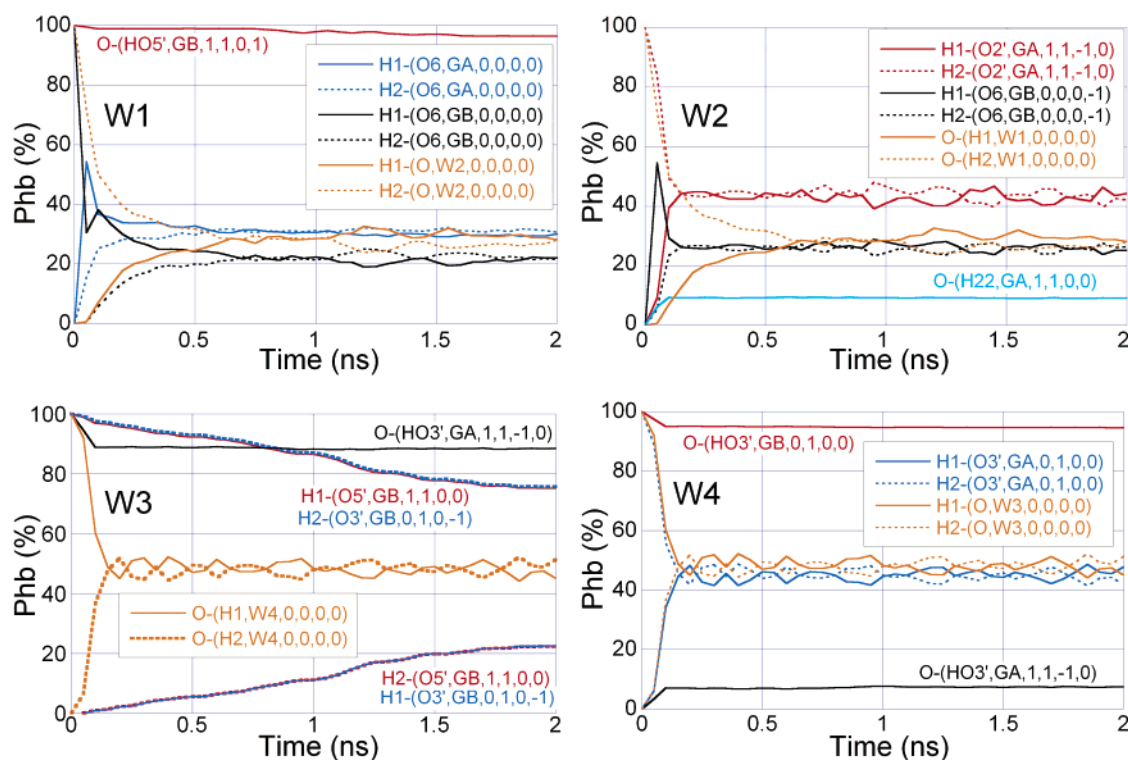 100
80
60
40
20
0
Phb (%)
O-(HO5',GB,1,1,0,1)
W1
H1-(O6,GA,0,0,0,0)
H2-(O6,GA,0,0,0,0)
H1-(O6,GB,0,0,0,0)
H2-(O6,GB,0,0,0,0)
H1-(O,W2,0,0,0,0)
H2-(O,W2,0,0,0,0)
0 0.5 1 1.5 2
Time (ns)
100
80
60
40
20
0
Phb (%)
W2
H1-(O2',GA,1,1,-1,0)
H2-(O2',GA,1,1,-1,0)
H1-(O6,GB,0,0,0,-1)
H2-(O6,GB,0,0,0,-1)
O-(H1,W1,0,0,0,0)
O-(H2,W1,0,0,0,0)
O-(H22,GA,1,1,0,0)
0 0.5 1 1.5 2
Time (ns)
100
80
60
40
20
0
Phb (%)
O-(HO3',GA,1,1,-1,0)
W3
H1-(O5',GB,1,1,0,0)
H2-(O3',GB,0,1,0,-1)
O-(H1,W4,0,0,0,0)
O-(H2,W4,0,0,0,0)
H2-(O5',GB,1,1,0,0)
H1-(O3',GB,0,1,0,-1)
0 0.5 1 1.5 2
Time (ns)
100
80
60
40
20
0
Phb (%)
O-(HO3',GB,0,1,0,0)
W4
H1-(O3',GA,0,1,0,0)
H2-(O3',GA,0,1,0,0)
H1-(O,W3,0,0,0,0)
H2-(O,W3,0,0,0,0)
O-(HO3',GA,1,1,-1,0)
0 0.5 1 1.5 2
Time (ns)